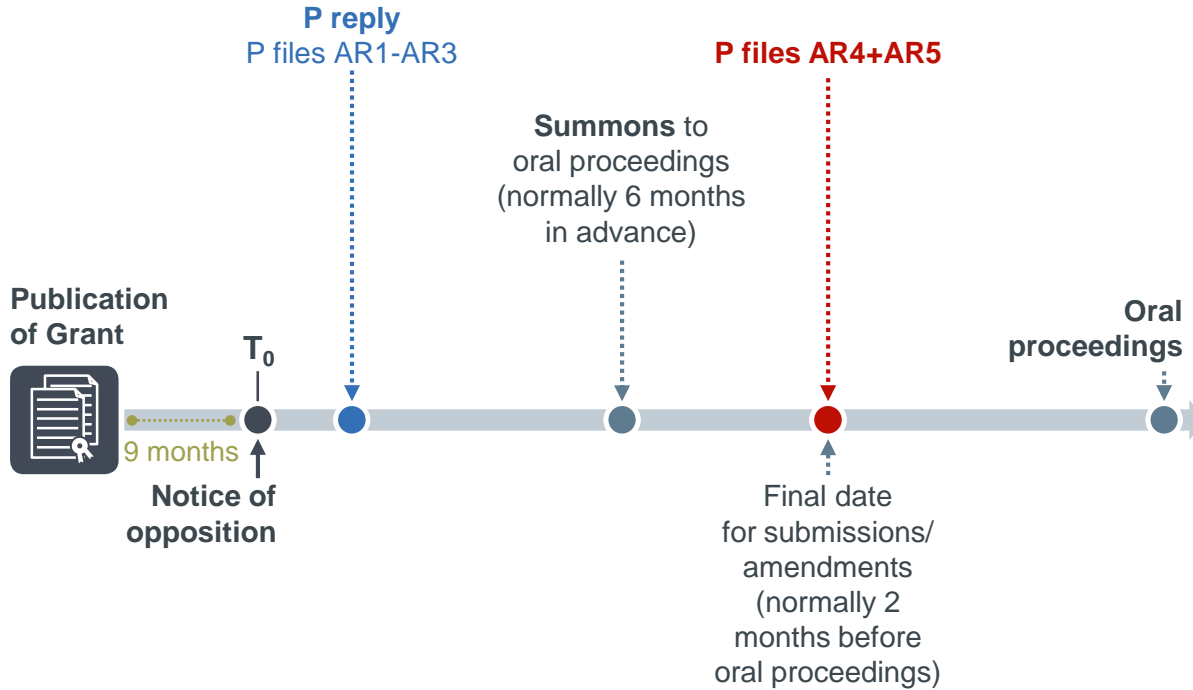 P reply
P files AR1-AR3
P files AR4+AR5
Summons to
oral proceedings
(normally 6 months
in advance)
Publication
of Grant
T₀
Oral
proceedings
9 months
Notice of
opposition
Final date
for submissions/
amendments
(normally 2
months before
oral proceedings)